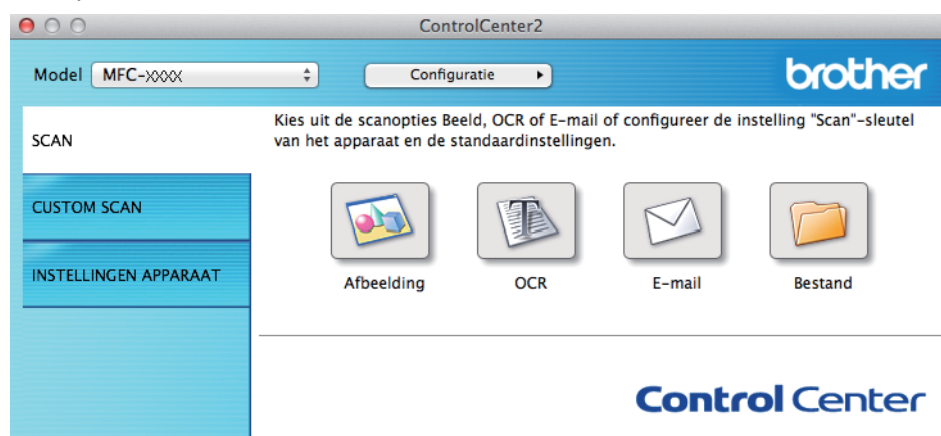 ControlCenter2
Model MFC-XXXX Configuratie brother
SCAN
Kies uit de scanopties Beeld, OCR of E-mail of configureer de instelling "Scan"-sleutel
van het apparaat en de standaardinstellingen.
CUSTOM SCAN
INSTELLINGEN APPARAAT
Afbeelding OCR E-mail Bestand
Control Center